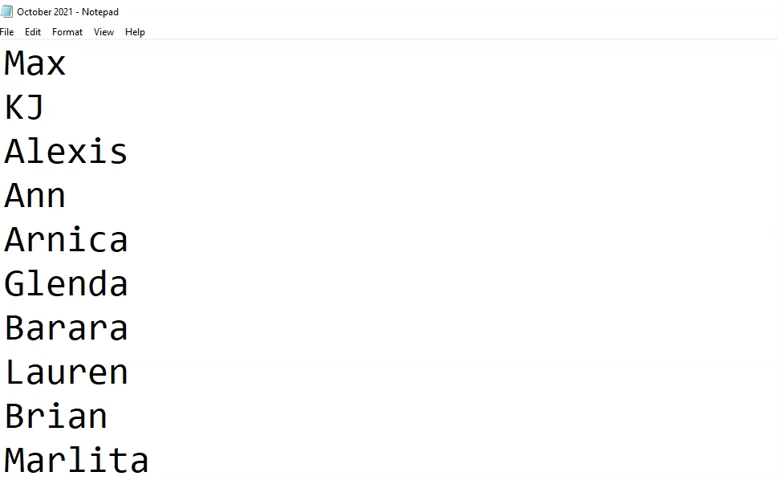 October 2021 - Notepad
File Edit Format View Help
Max
KJ
Alexis
Ann
Arnica
Glenda
Barara
Lauren
Brian
Marlita